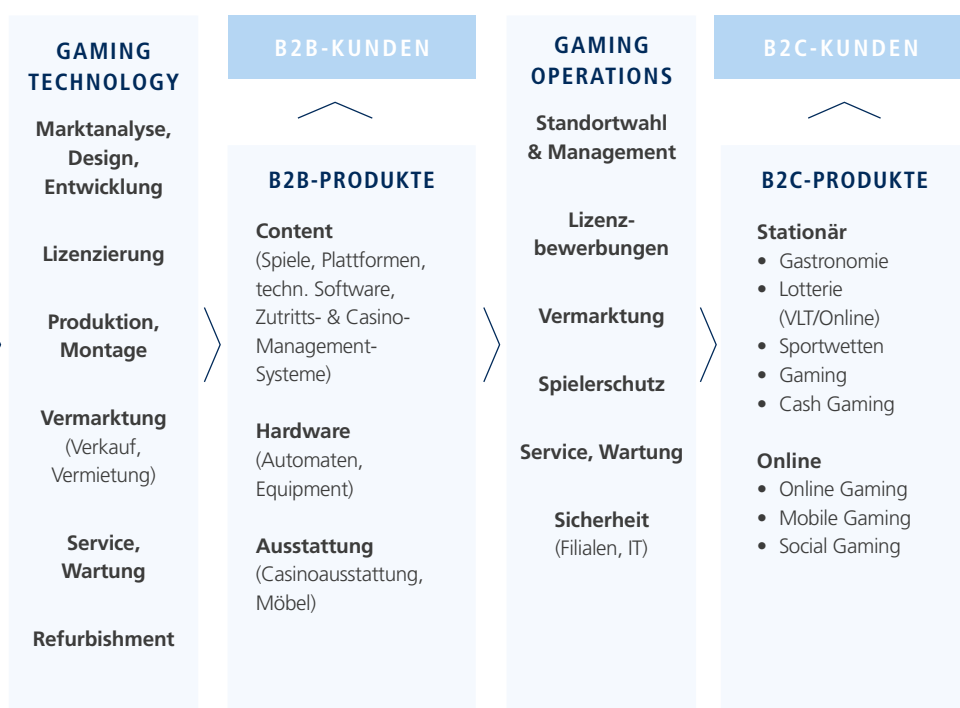 GAMING
TECHNOLOGY
Marktanalyse,
Design,
Entwicklung
Lizenzierung
Produktion,
Montage
Vermarktung
(Verkauf,
Vermietung)
Service,
Wartung
Refurbishment
B2B-KUNDEN
B2B-PRODUKTE
Content
(Spiele, Plattformen,
techn. Software,
Zutritts- & Casino-
Management-
Systeme)
Hardware
(Automaten,
Equipment)
Ausstattung
(Casinoausstattung,
Möbel)
GAMING
OPERATIONS
Standortwahl
& Management
Lizenz-
bewerbungen
Vermarktung
Spielerschutz
Service, Wartung
Sicherheit
(Filialen, IT)
B2C-KUNDEN
B2C-PRODUKTE
Stationär
• Gastronomie
• Lotterie
(VLT/Online)
• Sportwetten
• Gaming
• Cash Gaming
Online
• Online Gaming
• Mobile Gaming
• Social Gaming